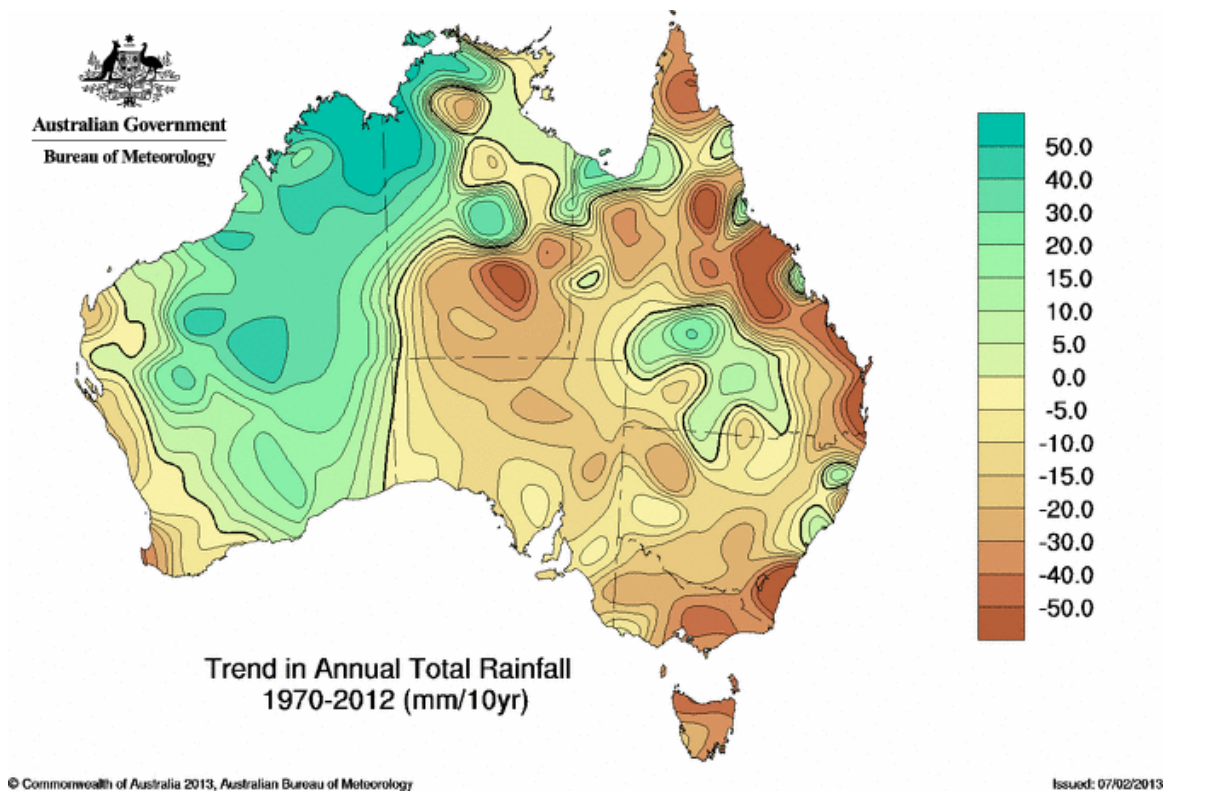 Australian Government
Bureau of Meteorology
50.0
40.0
30.0
20.0
15.0
10.0
5.0
0.0
-5.0
-10.0
-15.0
-20.0
-30.0
-40.0
-50.0
Trend in Annual Total Rainfall
1970-2012 (mm/10yr)
© Commonwealth of Australia 2013, Australian Bureau of Meteorology
Issued: 07/02/2013